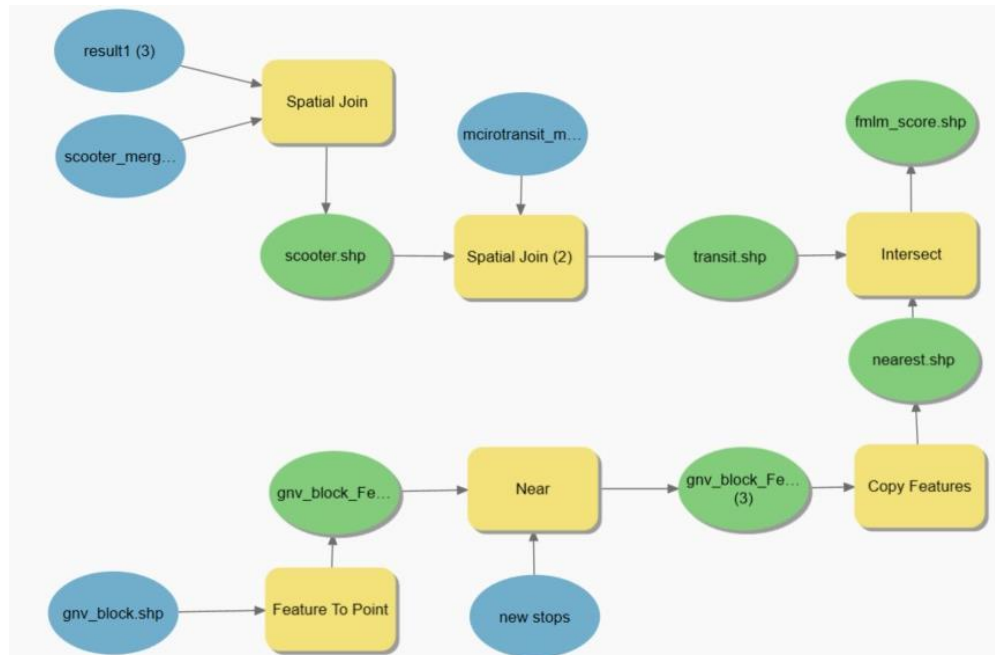 result1 (3)
Spatial Join
scooter_merg...
mcirotransit_m...
fmlm_score.shp
scooter.shp
Spatial Join (2)
transit.shp
Intersect
nearest.shp
gnv_block_Fe...
Near
gnv_block_Fe...
(3)
Copy Features
gnv_block.shp
Feature To Point
new stops